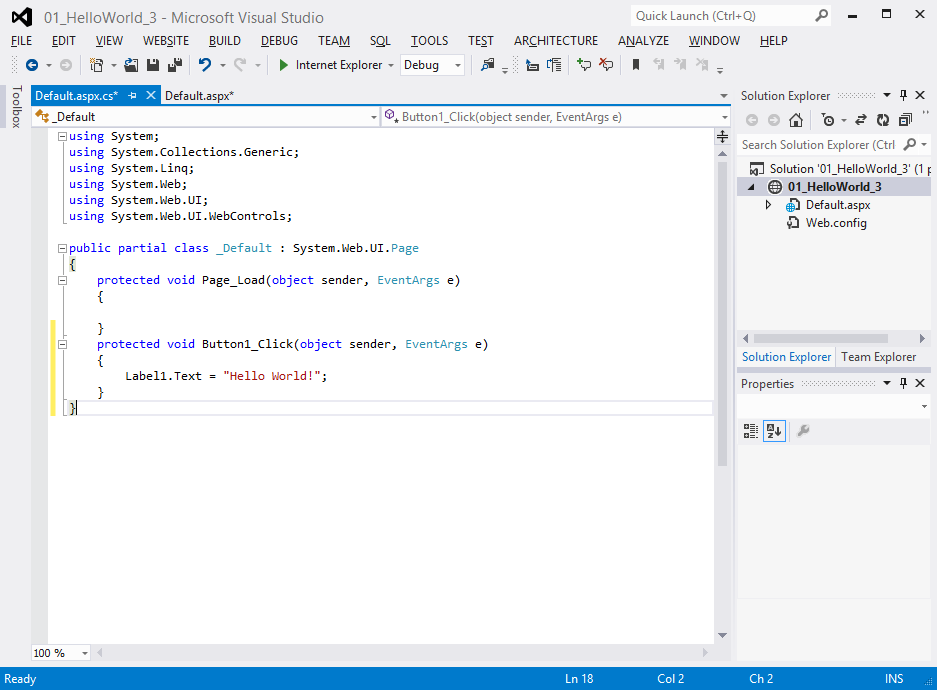 01_HelloWorld_3 - Microsoft Visual Studio
Quick Launch (Ctrl+Q)
FILE EDIT VIEW WEBSITE BUILD DEBUG TEAM SQL TOOLS TEST ARCHITECTURE ANALYZE WINDOW HELP
Internet Explorer Debug
Toolbox
Default.aspx.cs* Default.aspx*
_Default Button1_Click(object sender, EventArgs e)
using System;
using System.Collections.Generic;
using System.Linq;
using System.Web;
using System.Web.UI;
using System.Web.UI.WebControls;
public partial class _Default : System.Web.UI.Page
{
protected void Page_Load(object sender, EventArgs e)
{
}
protected void Button1_Click(object sender, EventArgs e)
{
Label1.Text = "Hello World!";
}
}
100 %
Solution Explorer
Search Solution Explorer (Ctrl
Solution '01_HelloWorld_3' (1 p
01_HelloWorld_3
Default.aspx
Web.config
Solution Explorer Team Explorer
Properties
Ready Ln 18 Col 2 Ch 2 INS